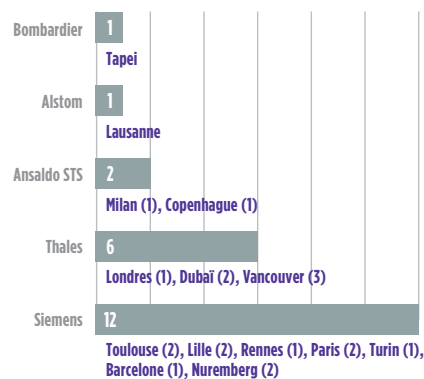 Bombardier 1
Tapei
Alstom 1
Lausanne
Ansaldo STS 2
Milan (1), Copenhague (1)
Thales 6
Londres (1), Dubaï (2), Vancouver (3)
Siemens 12
Toulouse (2), Lille (2), Rennes (1), Paris (2), Turin (1),
Barcelone (1), Nuremberg (2)